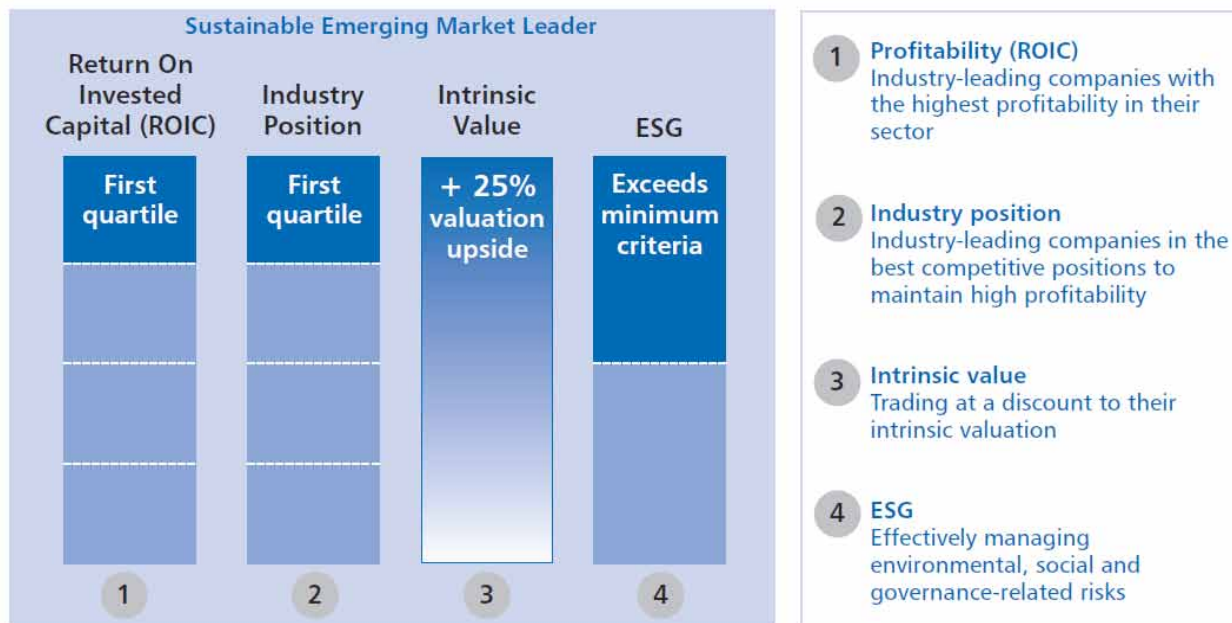 Sustainable Emerging Market Leader
Return On
Invested
Capital (ROIC)
Industry
Position
Intrinsic
Value
ESG
First
quartile
First
quartile
+ 25%
valuation
upside
Exceeds
minimum
criteria
1
2
3
4
1
Profitability (ROIC)
Industry-leading companies with
the highest profitability in their
sector
2
Industry position
Industry-leading companies in the
best competitive positions to
maintain high profitability
3
Intrinsic value
Trading at a discount to their
intrinsic valuation
4
ESG
Effectively managing
environmental, social and
governance-related risks